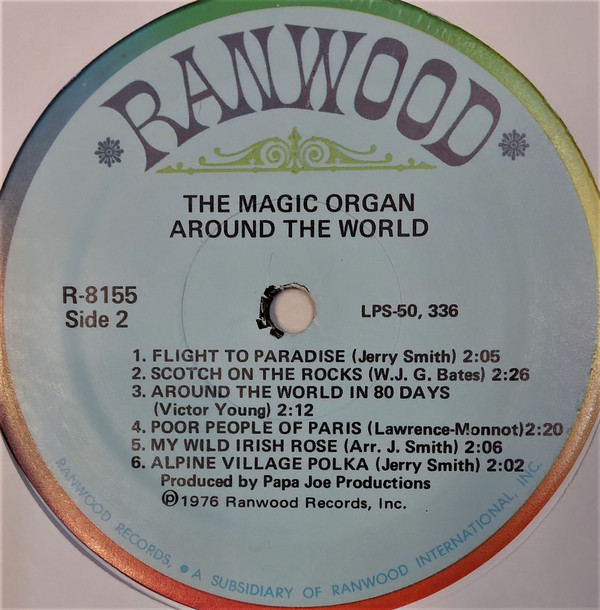 RANWOOD
THE MAGIC ORGAN
AROUND THE WORLD
R-8155
Side 2
LPS-50, 336
1. FLIGHT TO PARADISE (Jerry Smith) 2:05
2. SCOTCH ON THE ROCKS (W.J. G. Bates) 2:26
3. AROUND THE WORLD IN 80 DAYS
(Victor Young) 2:12
4. POOR PEOPLE OF PARIS (Lawrence-Monnot)2:20
5. MY WILD IRISH ROSE (Arr. J. Smith) 2:06
6. ALPINE VILLAGE POLKA (Jerry Smith) 2:02
Produced by Papa Joe Productions
℗1976 Ranwood Records, Inc.
RANWOOD RECORDS, • A SUBSIDIARY OF RANWOOD INTERNATIONAL, INC.